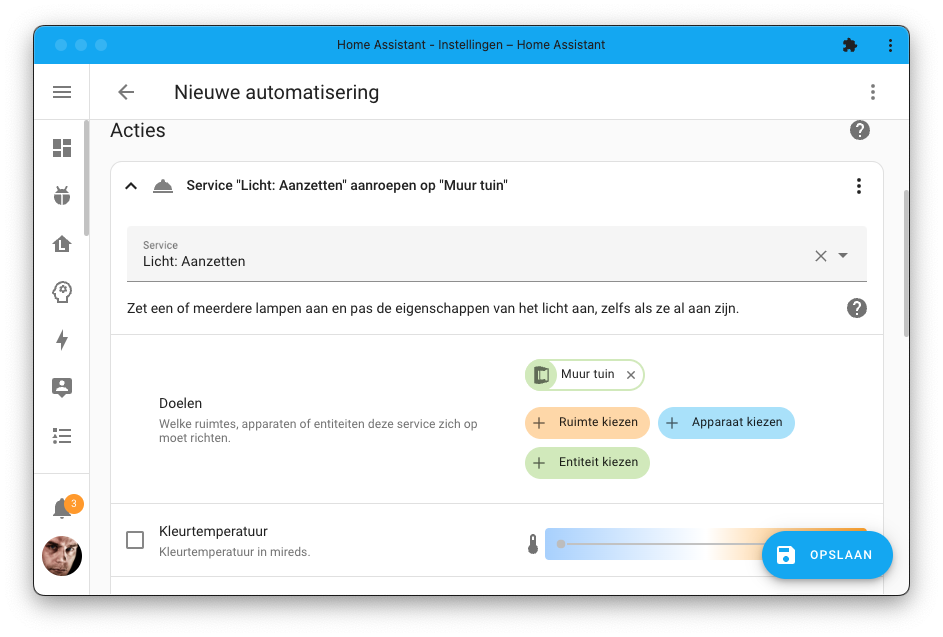 Home Assistant - Instellingen – Home Assistant
Nieuwe automatisering
Acties
Service "Licht: Aanzetten" aanroepen op "Muur tuin"
Service
Licht: Aanzetten
Zet een of meerdere lampen aan en pas de eigenschappen van het licht aan, zelfs als ze al aan zijn.
Muur tuin
Doelen
Welke ruimtes, apparaten of entiteiten deze service zich op
moet richten.
Ruimte kiezen
Apparaat kiezen
Entiteit kiezen
3
Kleurtemperatuur
Kleurtemperatuur in mireds.
OPSLAAN